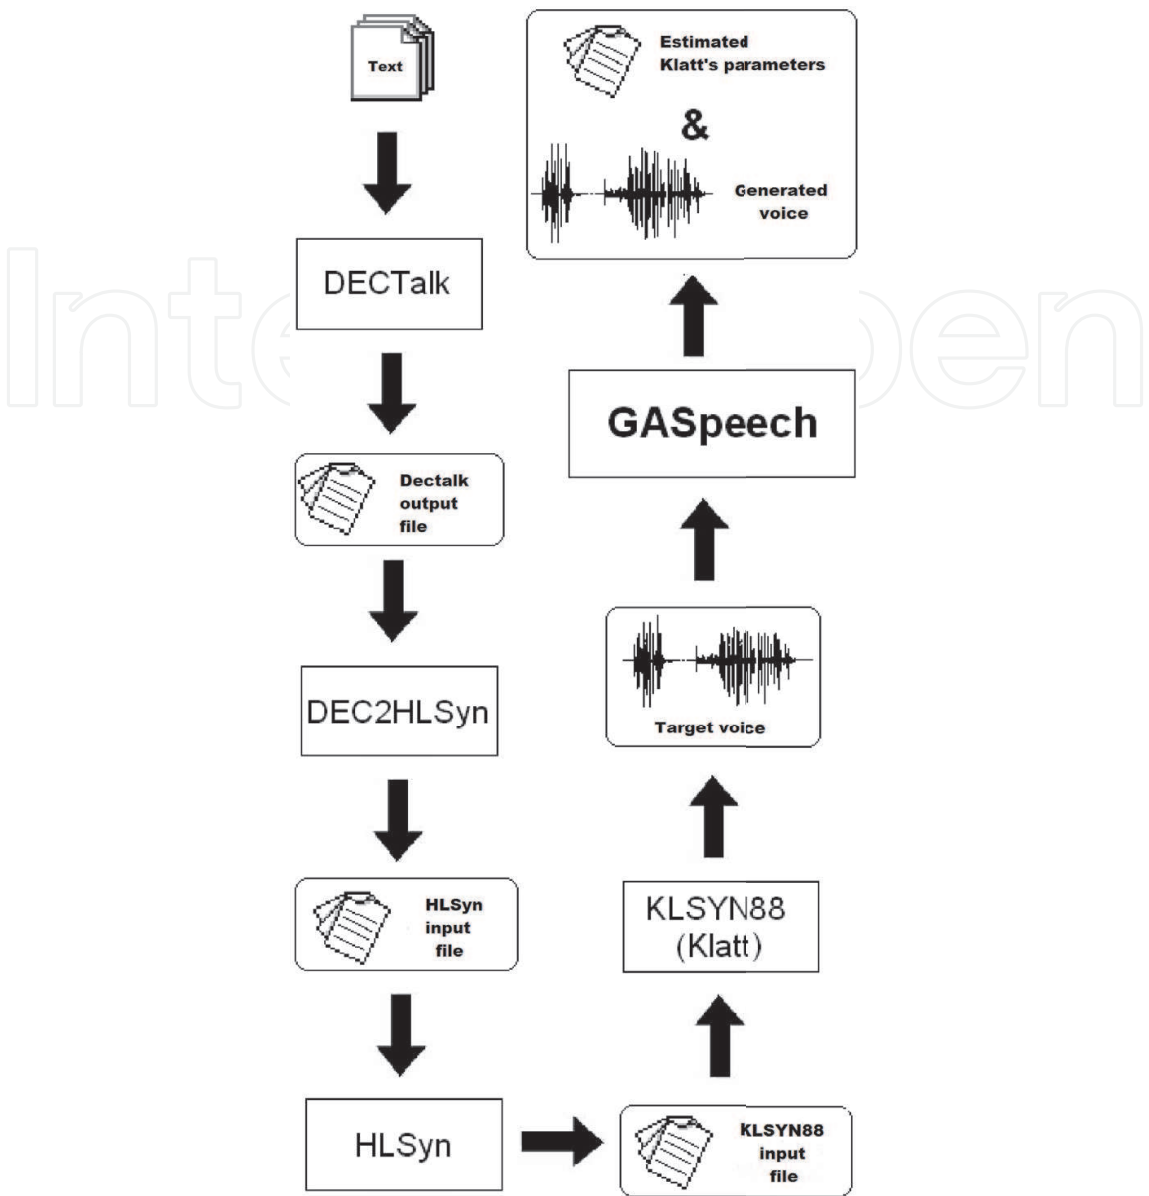 Text
DECTalk
Dectalk
output
file
DEC2HLSyn
HLSyn
input
file
HLSyn
KLSYN88
input
file
KLSYN88
(Klatt)
Target voice
GASpeech
Estimated
Klatt's parameters
&
Generated
voice